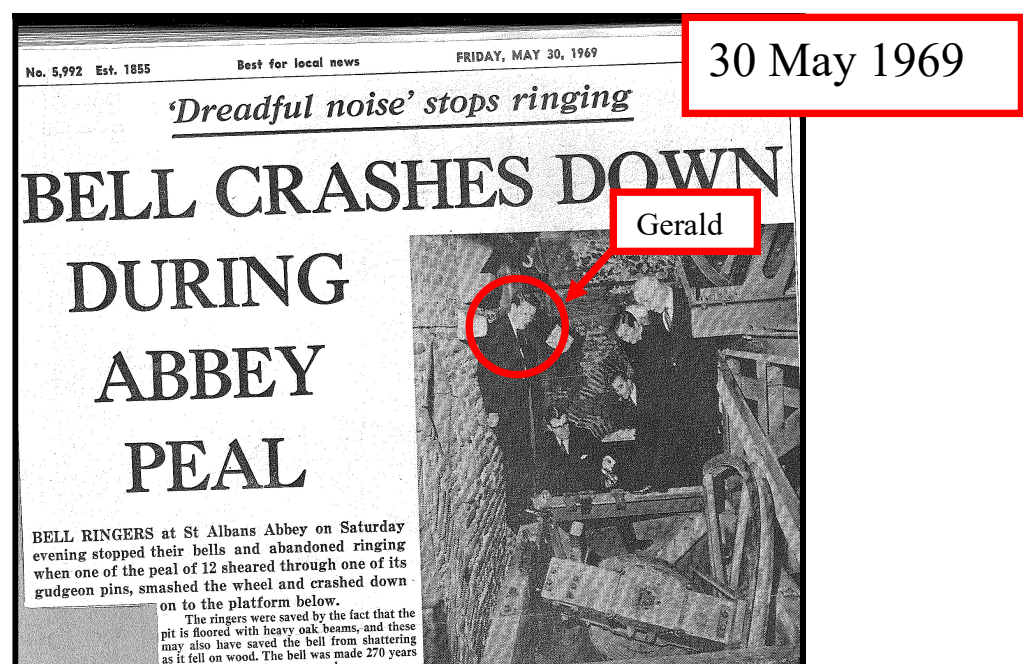 No. 5,992 Est. 1855 Best for local news FRIDAY, MAY 30, 1969
30 May 1969
'Dreadful noise' stops ringing
BELL CRASHES DOWN
Gerald
DURING
ABBEY
PEAL
BELL RINGERS at St Albans Abbey on Saturday
evening stopped their bells and abandoned ringing
when one of the peal of 12 sheared through one of its
gudgeon pins, smashed the wheel and crashed down
on to the platform below.
The ringers were saved by the fact that the
pit is floored with heavy oak beams, and these
may also have saved the bell from shattering
as it fell on wood. The bell was made 270 years